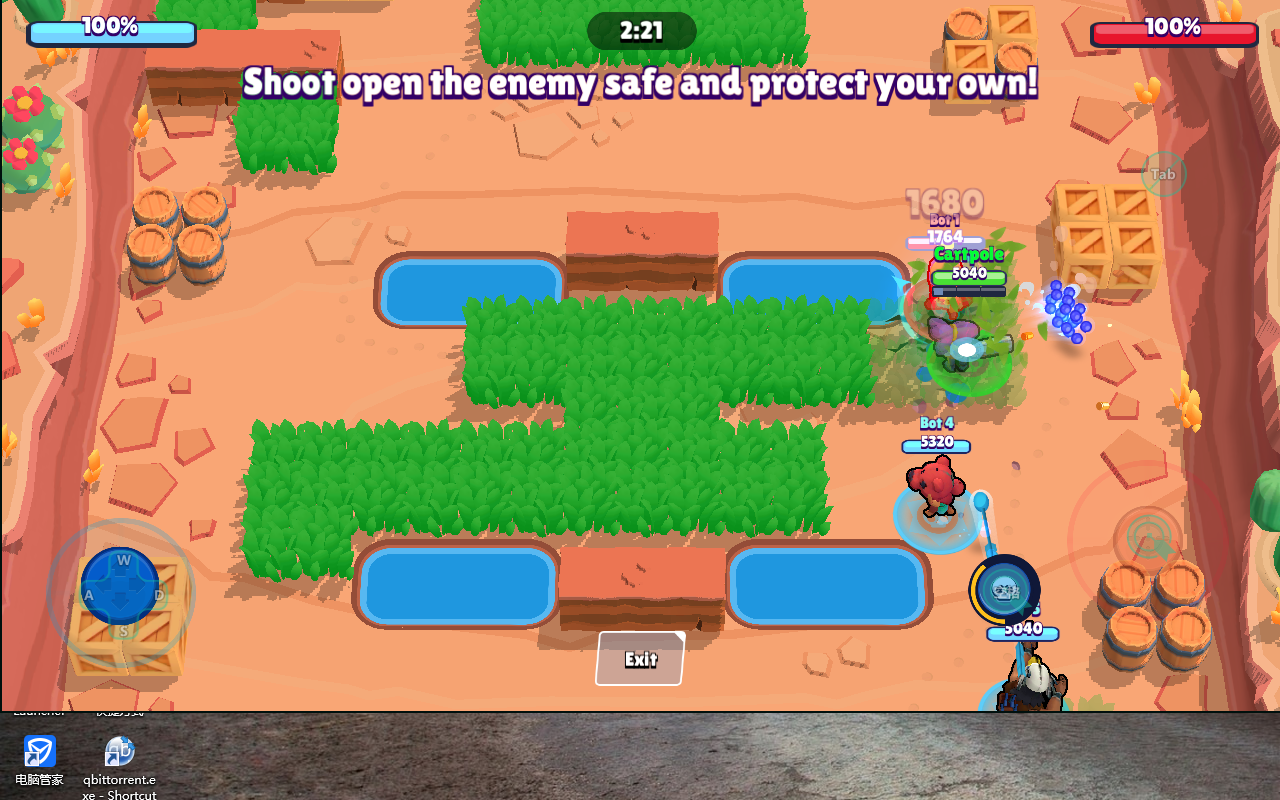 100%
2:21
100%
Shoot open the enemy safe and protect your own!
Tab
1680
Bot 1
1764
Cartpole
5040
Bot 4
5320
W
A
D
S
5040
Exit
电脑管家
qbittorrent.e
xe - Shortcut